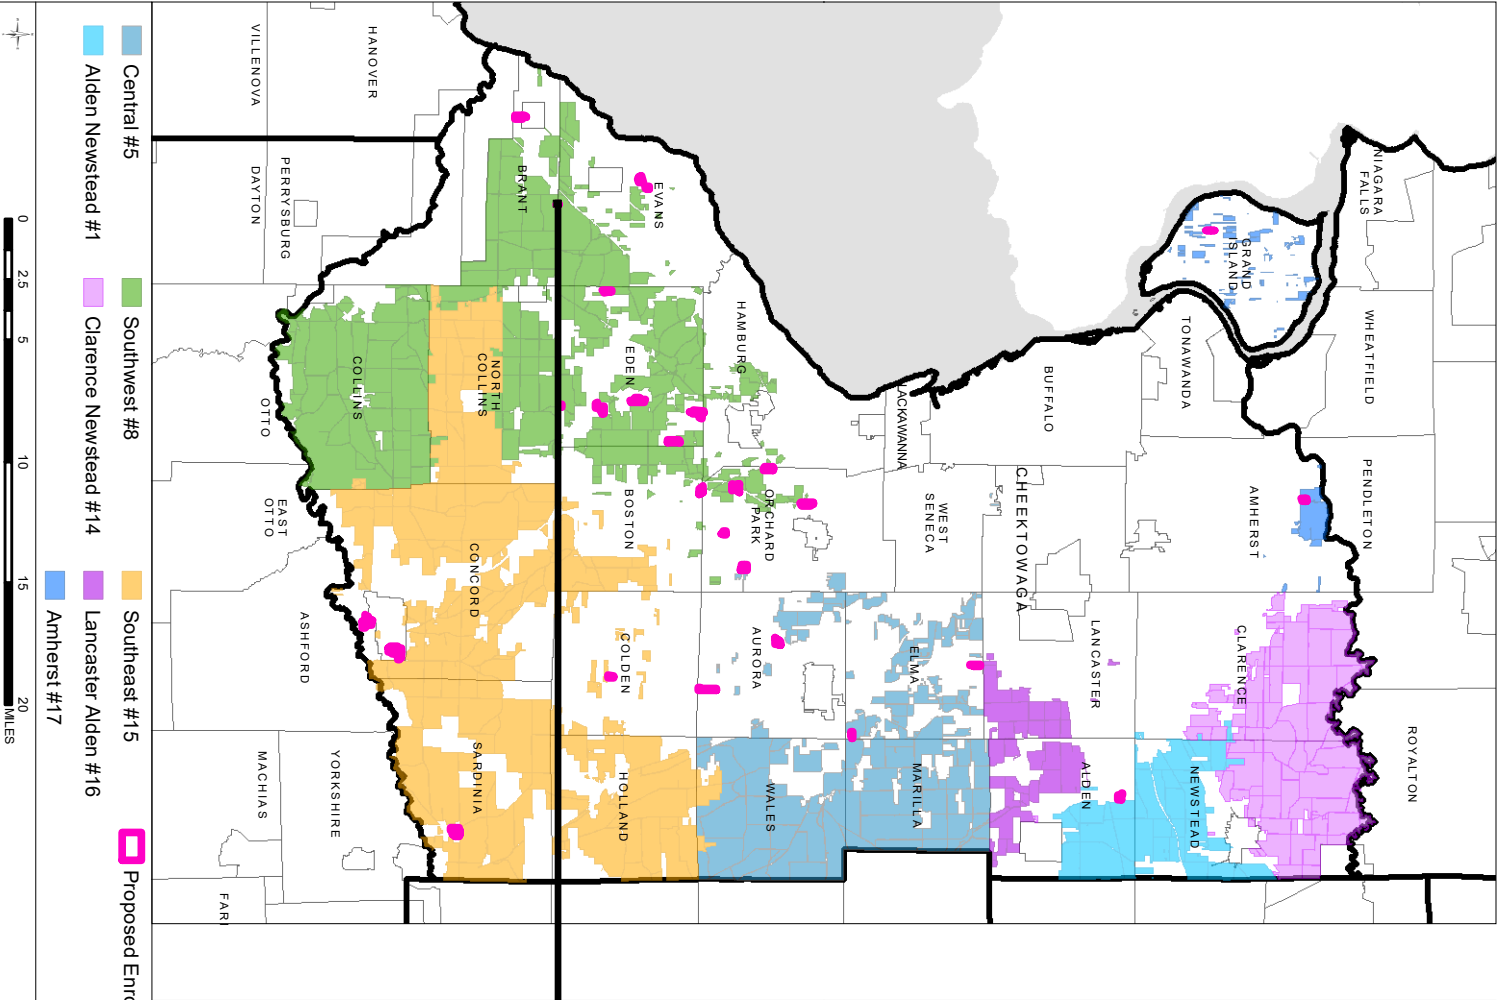 NIAGARA
FALLS
WHEATFIELD
PENDLETON
ROYALTON
GRAND
ISLAND
TONAWANDA
AMHERST
CLARENCE
NEWSTEAD
BUFFALO
CHEEKTOWAGA
LANCASTER
ALDEN
LACKAWANNA
WEST
SENECA
ELMA
MARILLA
HAMBURG
ORCHARD
PARK
AURORA
WALES
EVANS
EDEN
BOSTON
COLDEN
HOLLAND
BRANT
NORTH
COLLINS
CONCORD
SARDINIA
COLLINS
HANOVER
VILLENOVA
PERRYSBURG
DAYTON
OTTO
EAST
OTTO
ASHFORD
YORKSHIRE
MACHIAS
Central #5
Southwest #8
Southeast #15
Alden Newstead #1
Clarence Newstead #14
Lancaster Alden #16
Amherst #17
0 2.5 5 10 15 20
MILES